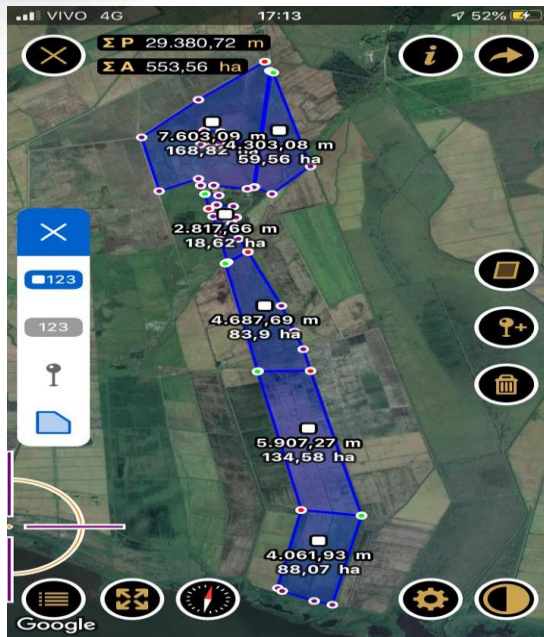 VIVO 4G 17:13 52%
Σ P 29.380,72 m
Σ A 553,56 ha
i
7.603,09 m
168,82 ha
4.303,08 m
59,56 ha
2.817,66 m
18,62 ha
123
123
4.687,69 m
83,9 ha
5.907,27 m
134,58 ha
4.061,93 m
88,07 ha
Google